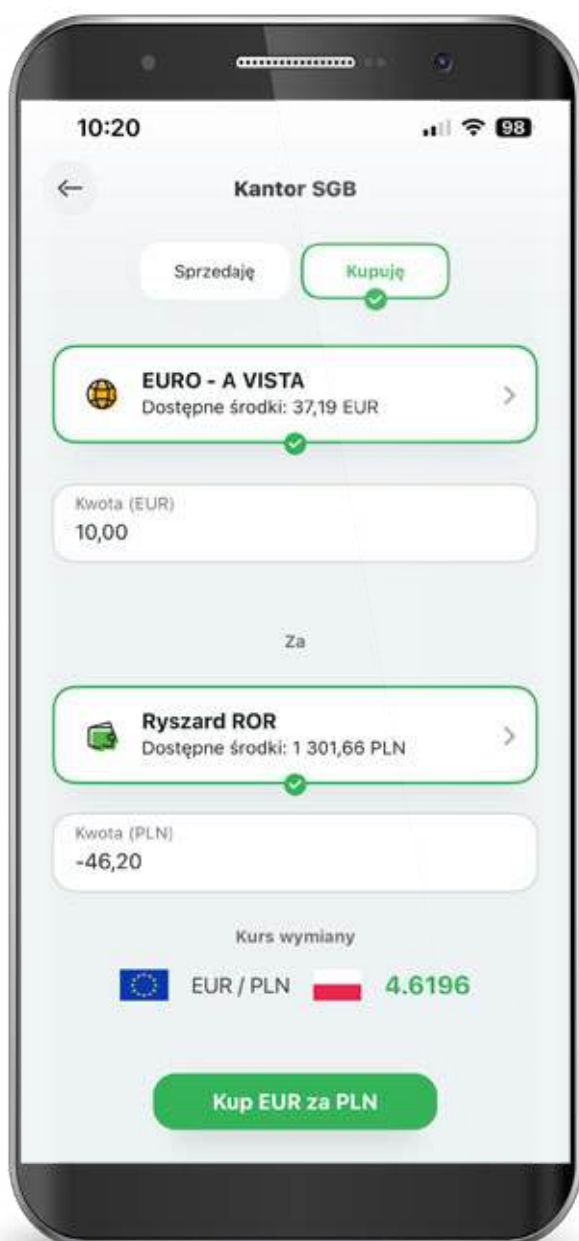 10:20
98
Kantor SGB
Sprzedaję
Kupuję
EURO - A VISTA
Dostępne środki: 37,19 EUR
Kwota (EUR)
10,00
Za
Ryszard ROR
Dostępne środki: 1 301,66 PLN
Kwota (PLN)
-46,20
Kurs wymiany
EUR / PLN 4.6196
Kup EUR za PLN